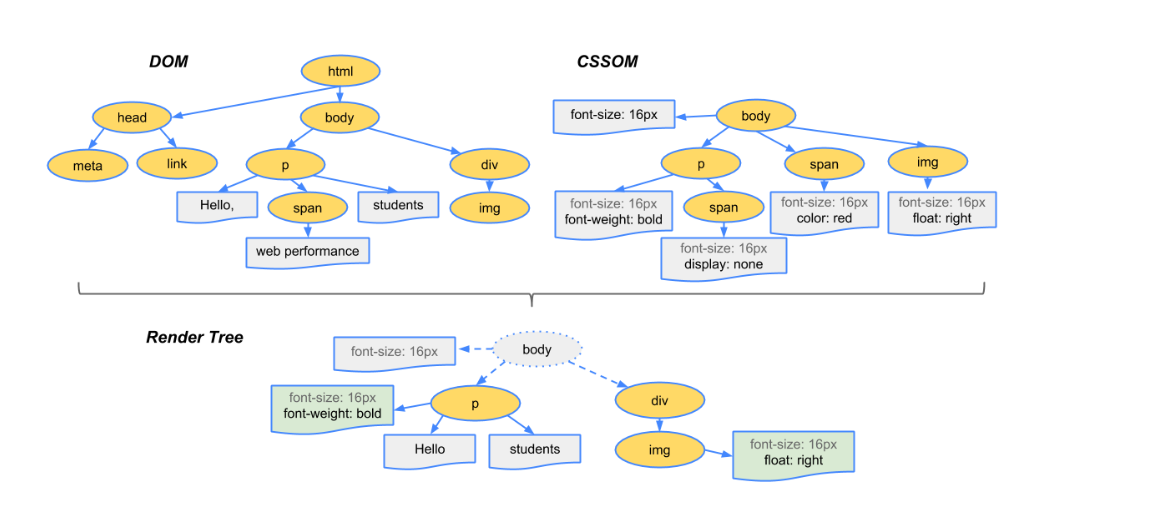 DOM
CSSOM
html
head
body
font-size: 16px
body
meta
link
p
div
p
span
img
Hello,
span
students
img
font-size: 16px
font-weight: bold
span
font-size: 16px
color: red
font-size: 16px
float: right
web performance
font-size: 16px
display: none
Render Tree
font-size: 16px
body
font-size: 16px
font-weight: bold
p
div
Hello
students
img
font-size: 16px
float: right